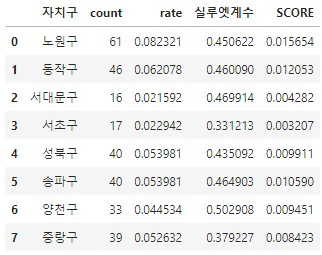 자치구 count rate 실루엣계수 SCORE
0 노원구 61 0.082321 0.450622 0.015654
1 동작구 46 0.062078 0.460090 0.012053
2 서대문구 16 0.021592 0.469914 0.004282
3 서초구 17 0.022942 0.331213 0.003207
4 성북구 40 0.053981 0.435092 0.009911
5 송파구 40 0.053981 0.464903 0.010590
6 양천구 33 0.044534 0.502908 0.009451
7 중랑구 39 0.052632 0.379227 0.008423